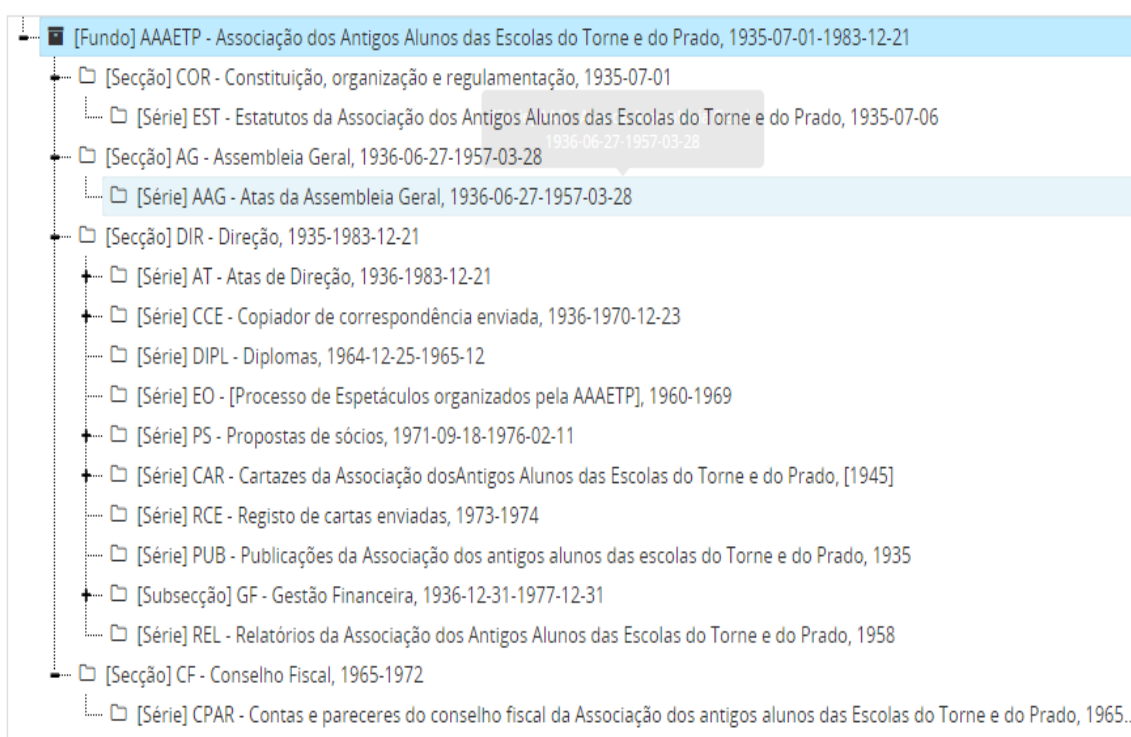 [Fundo] AAAETP - Associação dos Antigos Alunos das Escolas do Torne e do Prado, 1935-07-01-1983-12-21
[Secção] COR - Constituição, organização e regulamentação, 1935-07-01
[Série] EST - Estatutos da Associação dos Antigos Alunos das Escolas do Torne e do Prado, 1935-07-06
1936-06-27-1957-03-28
[Secção] AG - Assembleia Geral, 1936-06-27-1957-03-28
[Série] AAG - Atas da Assembleia Geral, 1936-06-27-1957-03-28
[Secção] DIR - Direção, 1935-1983-12-21
[Série] AT - Atas de Direção, 1936-1983-12-21
[Série] CCE - Copiador de correspondência enviada, 1936-1970-12-23
[Série] DIPL - Diplomas, 1964-12-25-1965-12
[Série] EO - [Processo de Espetáculos organizados pela AAAETP], 1960-1969
[Série] PS - Propostas de sócios, 1971-09-18-1976-02-11
[Série] CAR - Cartazes da Associação dosAntigos Alunos das Escolas do Torne e do Prado, [1945]
[Série] RCE - Registo de cartas enviadas, 1973-1974
[Série] PUB - Publicações da Associação dos antigos alunos das escolas do Torne e do Prado, 1935
[Subsecção] GF - Gestão Financeira, 1936-12-31-1977-12-31
[Série] REL - Relatórios da Associação dos Antigos Alunos das Escolas do Torne e do Prado, 1958
[Secção] CF - Conselho Fiscal, 1965-1972
[Série] CPAR - Contas e pareceres do conselho fiscal da Associação dos antigos alunos das Escolas do Torne e do Prado, 1965...